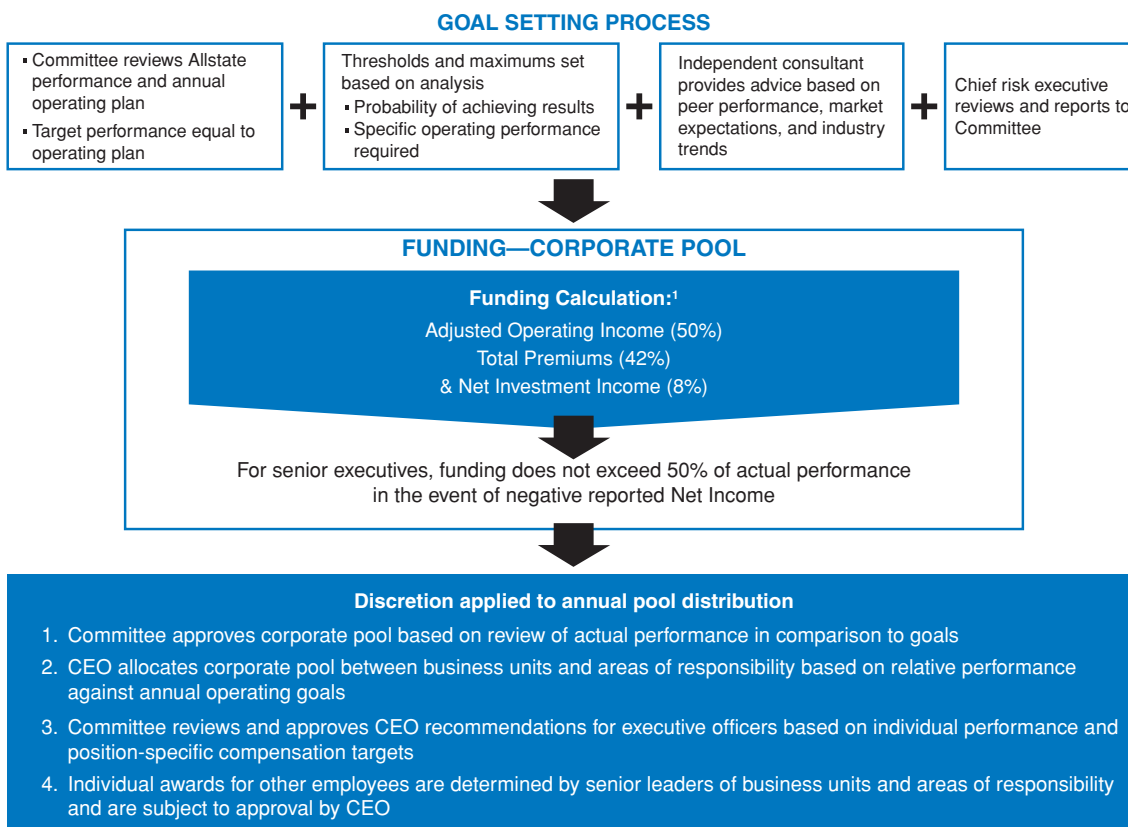 GOAL SETTING PROCESS
▪ Committee reviews Allstate
performance and annual
operating plan
▪ Target performance equal to
operating plan
+
Thresholds and maximums set
based on analysis
▪ Probability of achieving results
▪ Specific operating performance
required
+
Independent consultant
provides advice based on
peer performance, market
expectations, and industry
trends
+
Chief risk executive
reviews and reports to
Committee
FUNDING—CORPORATE POOL
Funding Calculation:¹
Adjusted Operating Income (50%)
Total Premiums (42%)
& Net Investment Income (8%)
For senior executives, funding does not exceed 50% of actual performance
in the event of negative reported Net Income
Discretion applied to annual pool distribution
1. Committee approves corporate pool based on review of actual performance in comparison to goals
2. CEO allocates corporate pool between business units and areas of responsibility based on relative performance
against annual operating goals
3. Committee reviews and approves CEO recommendations for executive officers based on individual performance and
position-specific compensation targets
4. Individual awards for other employees are determined by senior leaders of business units and areas of responsibility
and are subject to approval by CEO